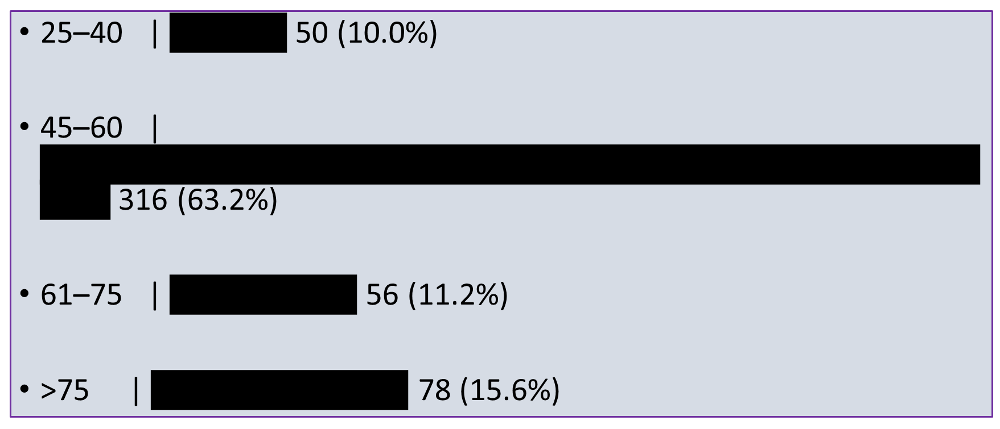 • 25–40 | 50 (10.0%)
• 45–60 |
316 (63.2%)
• 61–75 | 56 (11.2%)
• >75 | 78 (15.6%)